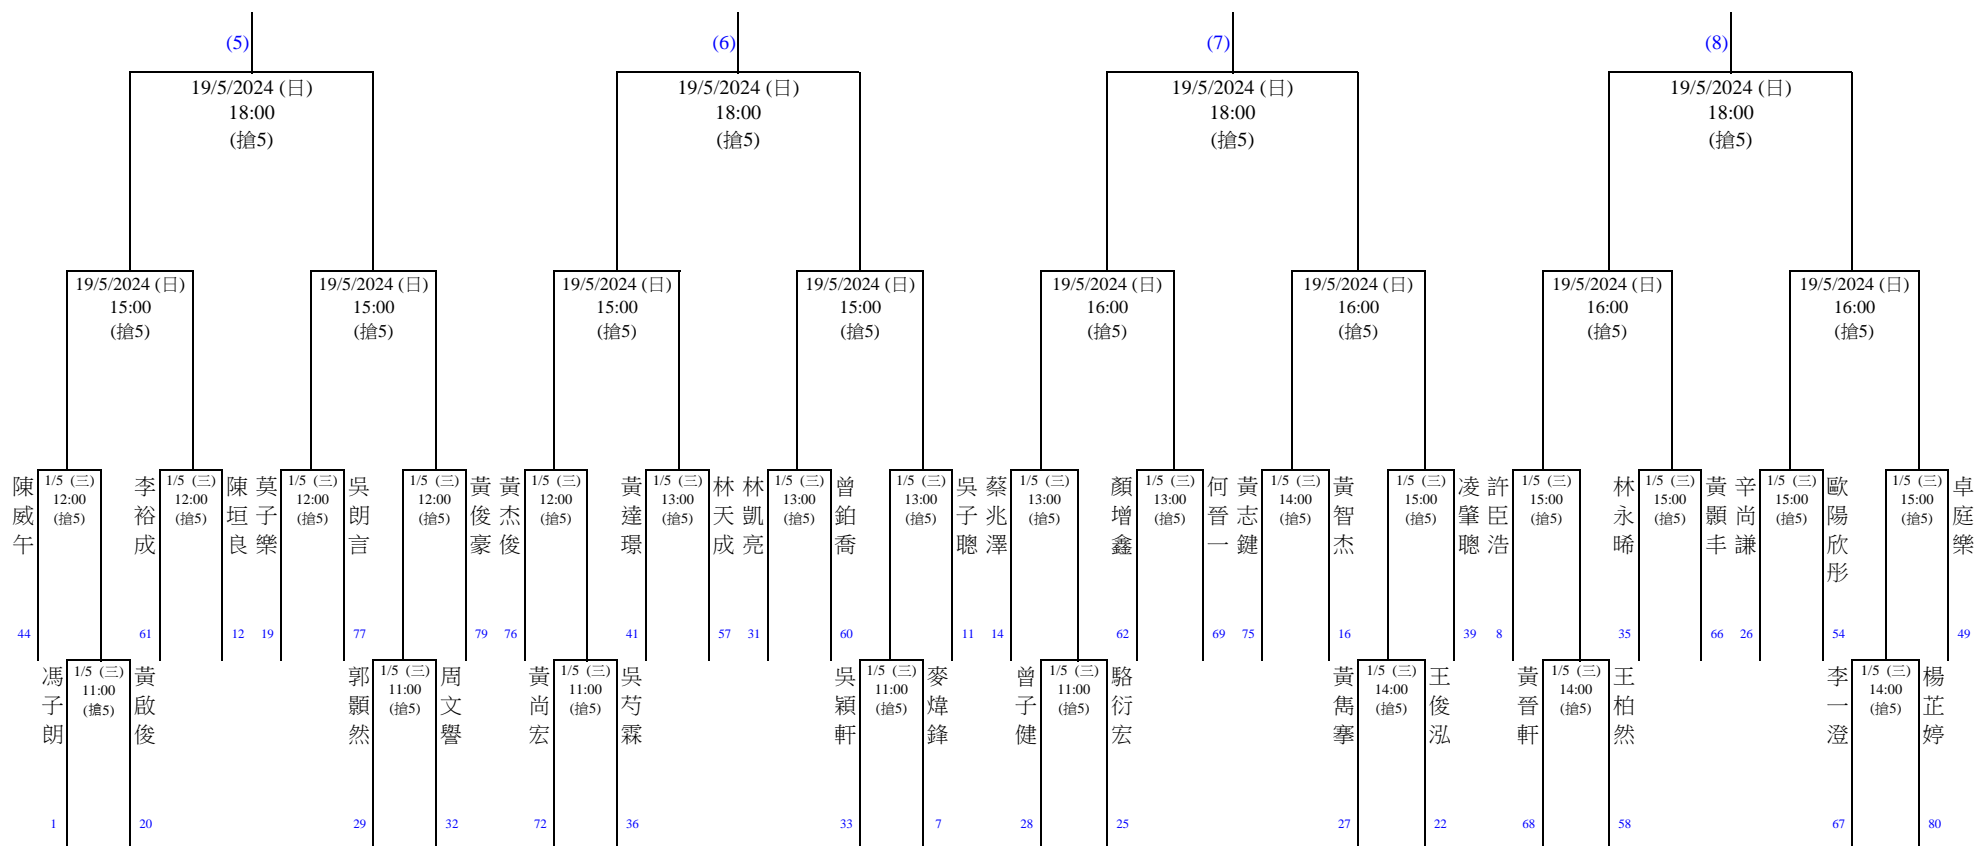 (5)
(6)
(7)
(8)
19/5/2024 (日)
18:00
(搶5)
19/5/2024 (日)
18:00
(搶5)
19/5/2024 (日)
18:00
(搶5)
19/5/2024 (日)
18:00
(搶5)
19/5/2024 (日)
15:00
(搶5)
19/5/2024 (日)
15:00
(搶5)
19/5/2024 (日)
15:00
(搶5)
19/5/2024 (日)
15:00
(搶5)
19/5/2024 (日)
16:00
(搶5)
19/5/2024 (日)
16:00
(搶5)
19/5/2024 (日)
16:00
(搶5)
19/5/2024 (日)
16:00
(搶5)
陳威午
44
1/5 (三)
12:00
(搶5)
李裕成
61
1/5 (三)
12:00
(搶5)
陳垣良
12
莫子樂
19
1/5 (三)
12:00
(搶5)
吳朗言
77
1/5 (三)
12:00
(搶5)
黃俊豪
79
黃杰俊
76
1/5 (三)
12:00
(搶5)
黃達璟
41
1/5 (三)
13:00
(搶5)
林天成
57
林凱亮
31
1/5 (三)
13:00
(搶5)
曾鉑喬
60
1/5 (三)
13:00
(搶5)
吳子聰
11
蔡兆澤
14
1/5 (三)
13:00
(搶5)
顏增鑫
62
1/5 (三)
13:00
(搶5)
何晉一
69
黃志鍵
75
1/5 (三)
14:00
(搶5)
黃智杰
16
1/5 (三)
15:00
(搶5)
凌肇聰
39
許臣浩
8
1/5 (三)
15:00
(搶5)
林永晞
35
1/5 (三)
15:00
(搶5)
黃顥丰
66
辛尚謙
26
1/5 (三)
15:00
(搶5)
歐陽欣彤
54
1/5 (三)
15:00
(搶5)
卓庭樂
49
馮子朗
1
1/5 (三)
11:00
(搶5)
黃啟俊
20
郭顥然
29
1/5 (三)
11:00
(搶5)
周文譽
32
黃尚宏
72
1/5 (三)
11:00
(搶5)
吳芍霖
36
吳穎軒
33
1/5 (三)
11:00
(搶5)
麥煒鋒
7
曾子健
28
1/5 (三)
11:00
(搶5)
駱衍宏
25
黃雋搴
27
1/5 (三)
14:00
(搶5)
王俊泓
22
黃晉軒
68
1/5 (三)
14:00
(搶5)
王柏然
58
李一澄
67
1/5 (三)
14:00
(搶5)
楊芷婷
80